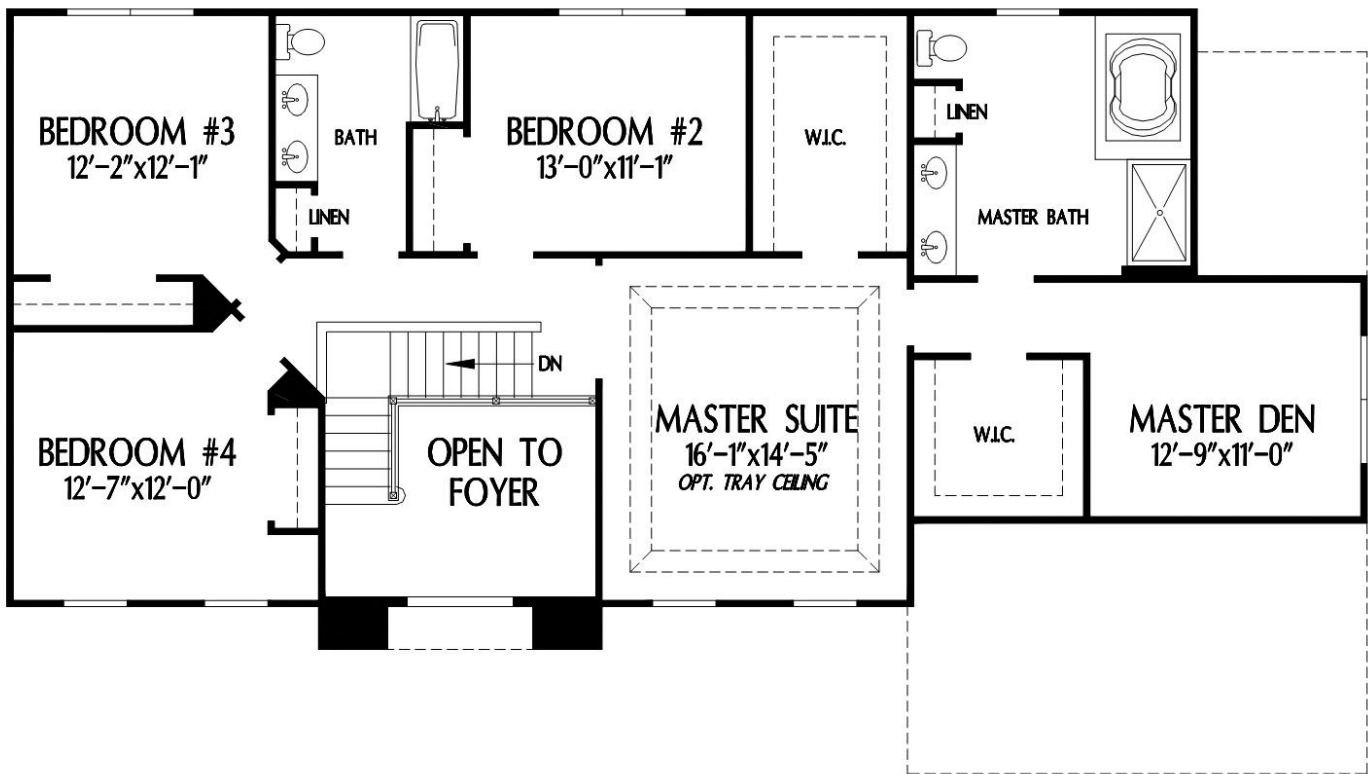 BEDROOM #3
12'-2"x12'-1"
BATH
LINEN
BEDROOM #2
13'-0"x11'-1"
W.I.C.
LINEN
MASTER BATH
DN
BEDROOM #4
12'-7"x12'-0"
OPEN TO
FOYER
MASTER SUITE
16'-1"x14'-5"
OPT. TRAY CEILING
W.I.C.
MASTER DEN
12'-9"x11'-0"